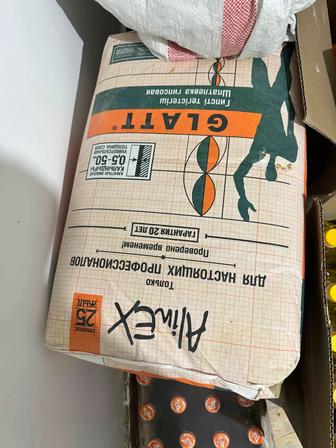 25
ЖЫЛ
AlinEX
Только
ДЛЯ НАСТОЯЩИХ ПРОФЕССИОНАЛОВ
Проверено временем!
ГАРАНТИЯ 20 ЛЕТ
0,5-50
GLATT
Гипсті тегістегіш
Шпатлевка гипсовая